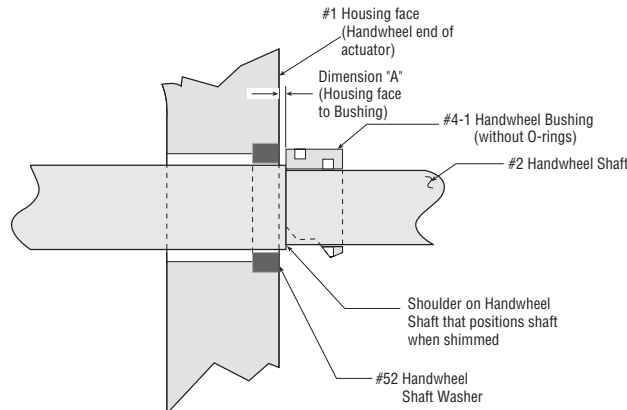 #1 Housing face
(Handwheel end of
actuator)
Dimension "A"
(Housing face
to Bushing)
#4-1 Handwheel Bushing
(without O-rings)
#2 Handwheel Shaft
Shoulder on Handwheel
Shaft that positions shaft
when shimmed
#52 Handwheel
Shaft Washer